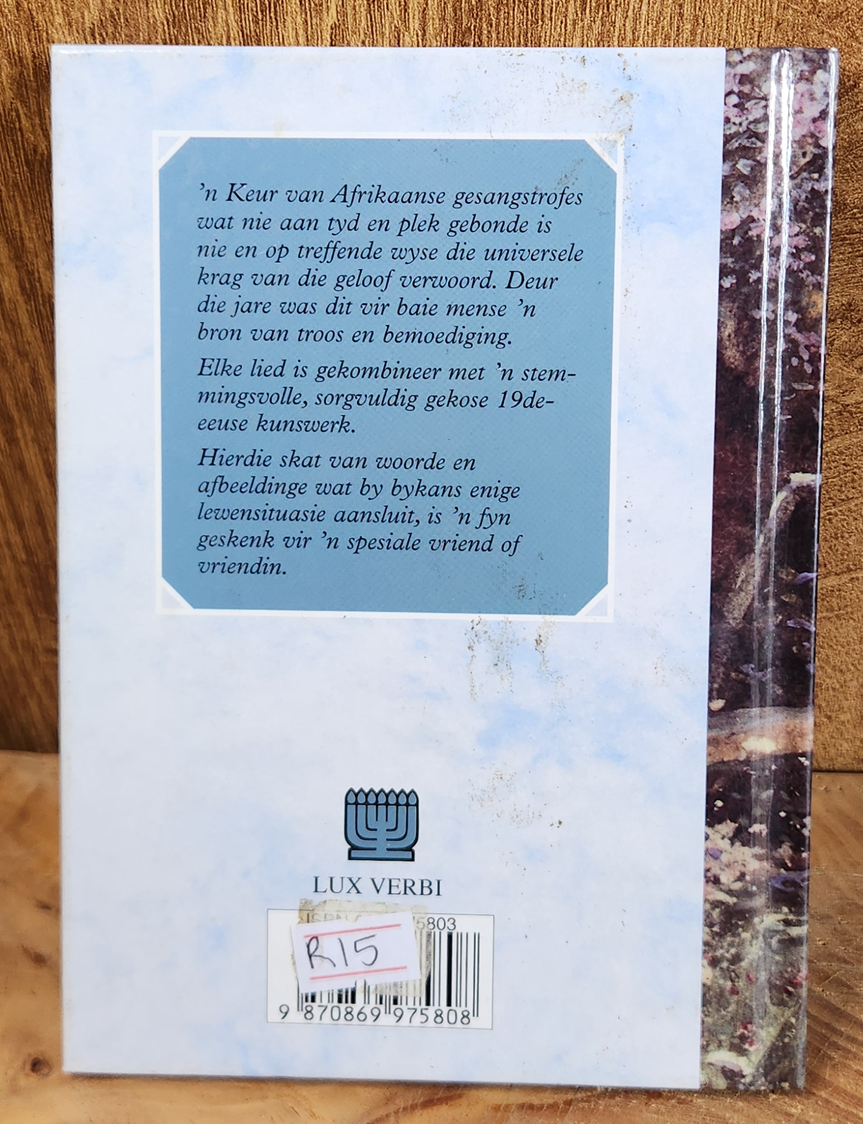 'n Keur van Afrikaanse gesangstrofes
wat nie aan tyd en plek gebonde is
nie en op treffende wyse die universele
krag van die geloof verwoord. Deur
die jare was dit vir baie mense 'n
bron van troos en bemoediging.
Elke lied is gekombineer met 'n stem-
mingsvolle, sorgvuldig gekose 19de-
eeuse kunswerk.
Hierdie skat van woorde en
afbeeldinge wat by bykans enige
lewensituasie aansluit, is 'n fyn
geskenk vir 'n spesiale vriend of
vriendin.
LUX VERBI
ISBN 5803
R15
9 870869 975808